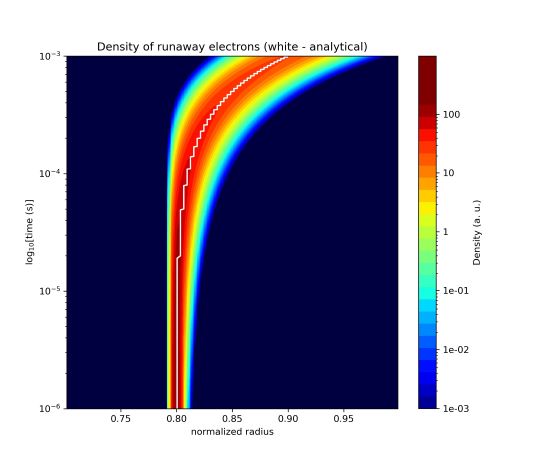 Density of runaway electrons (white - analytical)
10⁻³
10⁻⁴
10⁻⁵
10⁻⁶
log₁₀[time (s)]
0.75 0.80 0.85 0.90 0.95
normalized radius
100
10
1
1e-01
1e-02
1e-03
Density (a. u.)